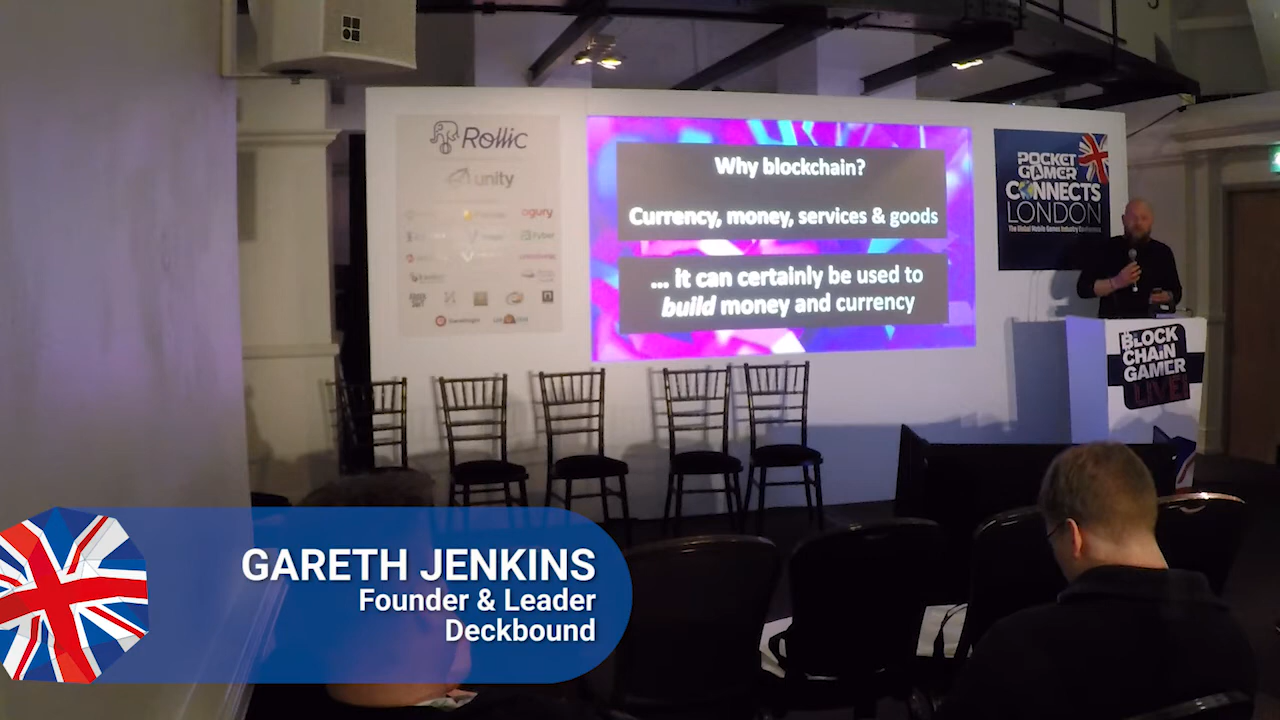 Rollic
unity
ogury
Fyber
Why blockchain?
Currency, money, services & goods
... it can certainly be used to
build money and currency
POCKET
GAMER
CONNECTS
LONDON
The Global Mobile Games Industry Conference
BLOCK
CHAIN
GAMER
LIVE!
GARETH JENKINS
Founder & Leader
Deckbound